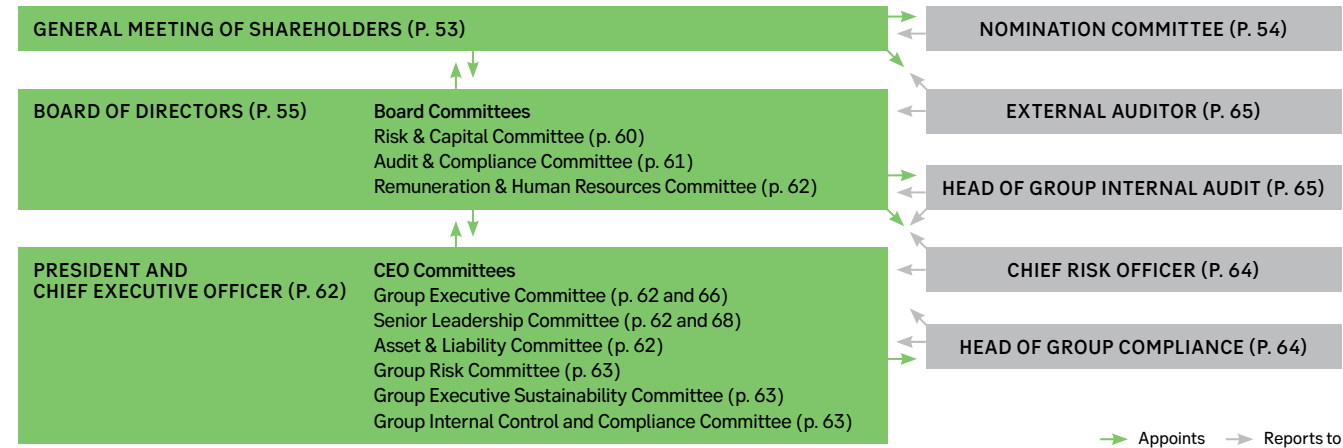 GENERAL MEETING OF SHAREHOLDERS (P. 53)
NOMINATION COMMITTEE (P. 54)
BOARD OF DIRECTORS (P. 55)
Board Committees
Risk & Capital Committee (p. 60)
Audit & Compliance Committee (p. 61)
Remuneration & Human Resources Committee (p. 62)
EXTERNAL AUDITOR (P. 65)
HEAD OF GROUP INTERNAL AUDIT (P. 65)
PRESIDENT AND
CHIEF EXECUTIVE OFFICER (P. 62)
CEO Committees
Group Executive Committee (p. 62 and 66)
Senior Leadership Committee (p. 62 and 68)
Asset & Liability Committee (p. 62)
Group Risk Committee (p. 63)
Group Executive Sustainability Committee (p. 63)
Group Internal Control and Compliance Committee (p. 63)
CHIEF RISK OFFICER (P. 64)
HEAD OF GROUP COMPLIANCE (P. 64)
Appoints
Reports to